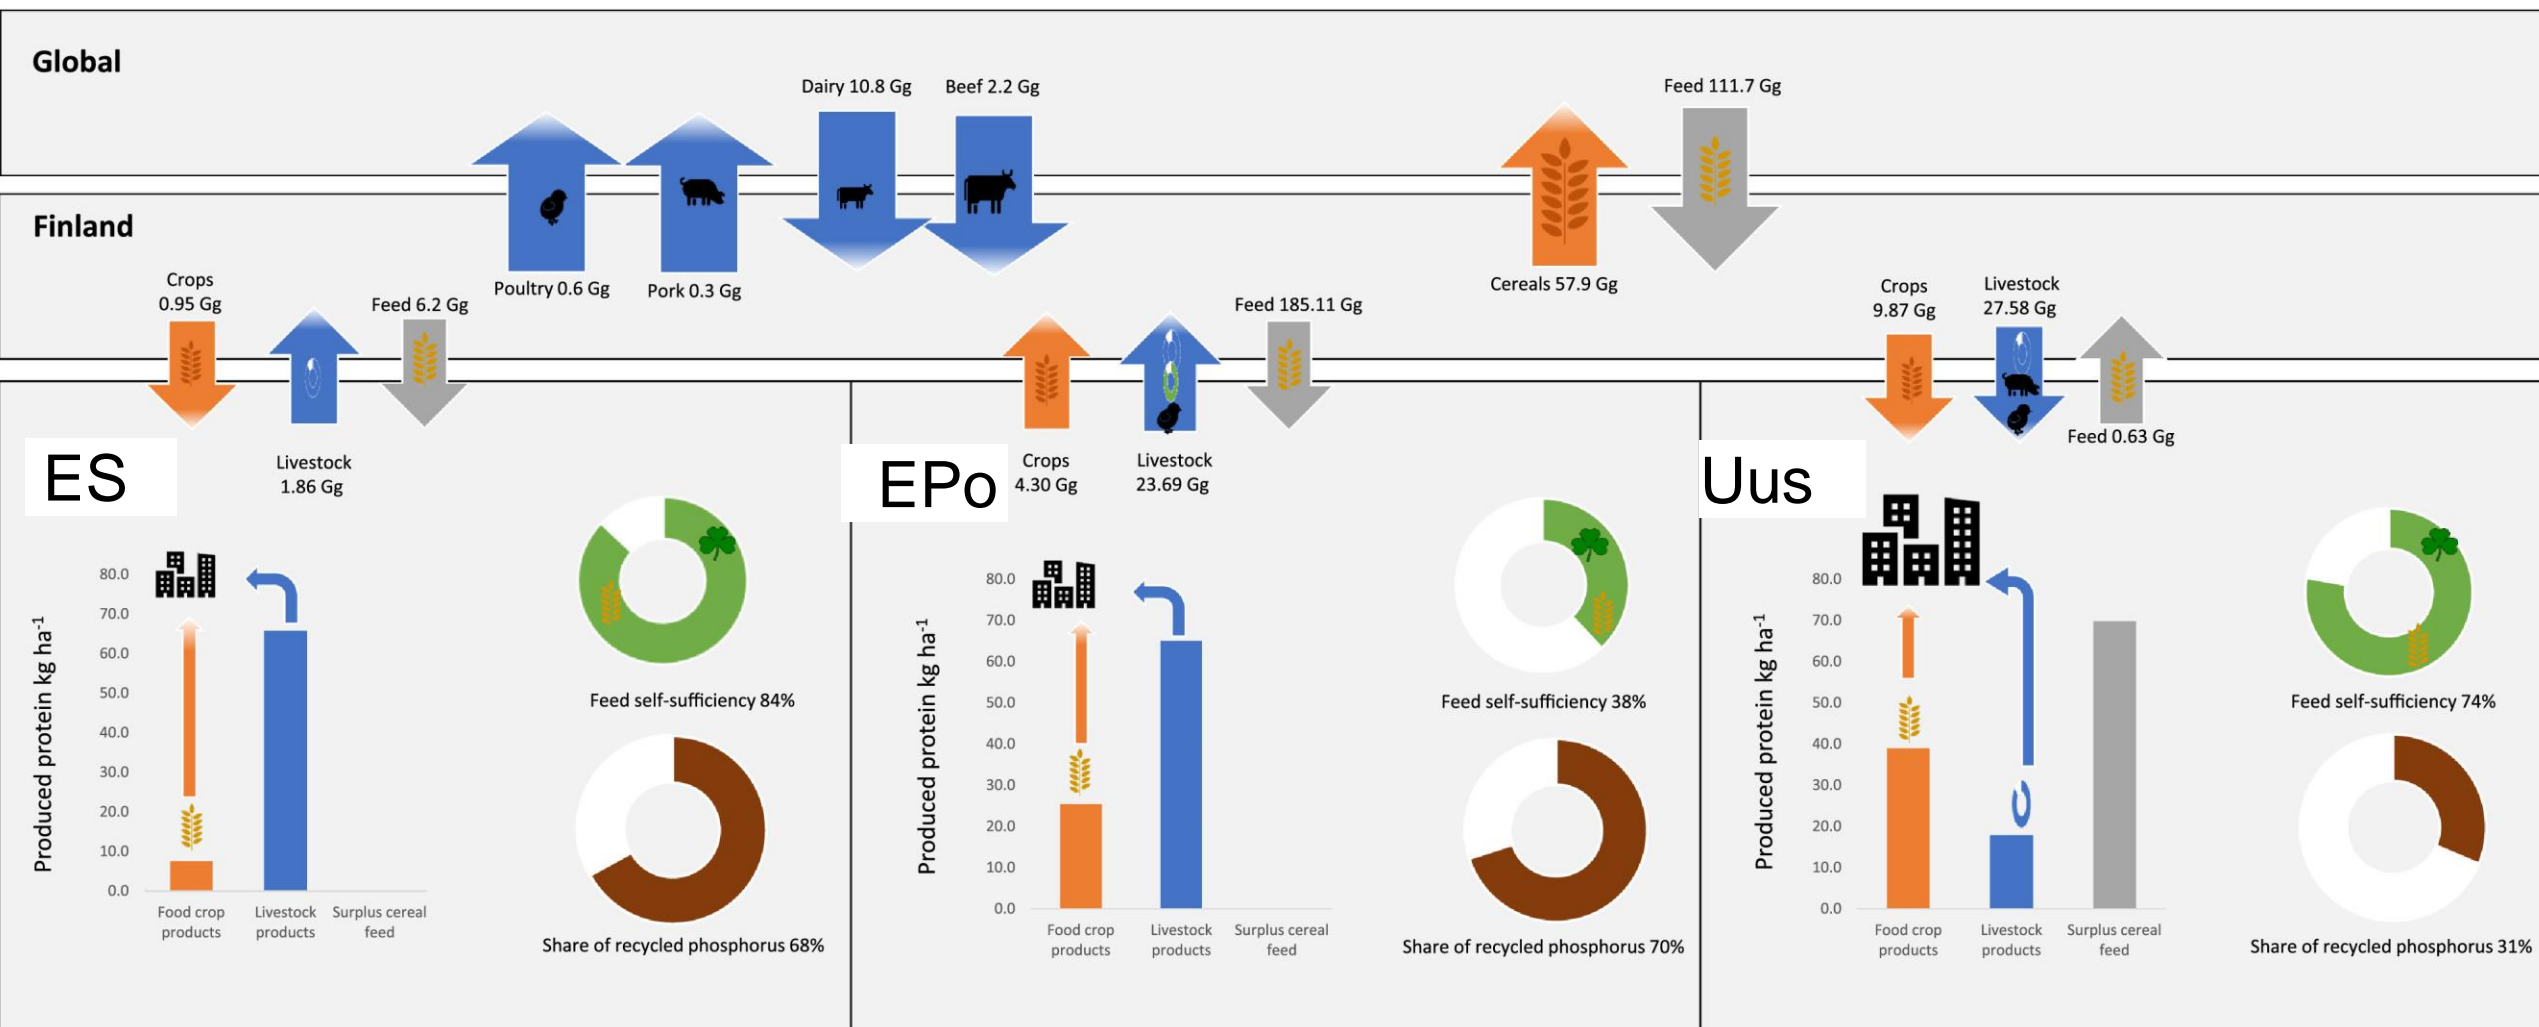 Global
Dairy 10.8 Gg
Beef 2.2 Gg
Feed 111.7 Gg
Finland
Poultry 0.6 Gg
Pork 0.3 Gg
Cereals 57.9 Gg
Crops
0.95 Gg
Feed 6.2 Gg
Livestock
1.86 Gg
ES
Produced protein kg ha-1
80.0
70.0
60.0
50.0
40.0
30.0
20.0
10.0
0.0
Food crop
products
Livestock
products
Surplus cereal
feed
Feed self-sufficiency 84%
Share of recycled phosphorus 68%
Feed 185.11 Gg
EPo
Crops
4.30 Gg
Livestock
23.69 Gg
Produced protein kg ha-1
80.0
70.0
60.0
50.0
40.0
30.0
20.0
10.0
0.0
Food crop
products
Livestock
products
Surplus cereal
feed
Feed self-sufficiency 38%
Share of recycled phosphorus 70%
Crops
9.87 Gg
Livestock
27.58 Gg
Feed 0.63 Gg
Uus
Produced protein kg ha-1
80.0
70.0
60.0
50.0
40.0
30.0
20.0
10.0
0.0
Food crop
products
Livestock
products
Surplus cereal
feed
Feed self-sufficiency 74%
Share of recycled phosphorus 31%